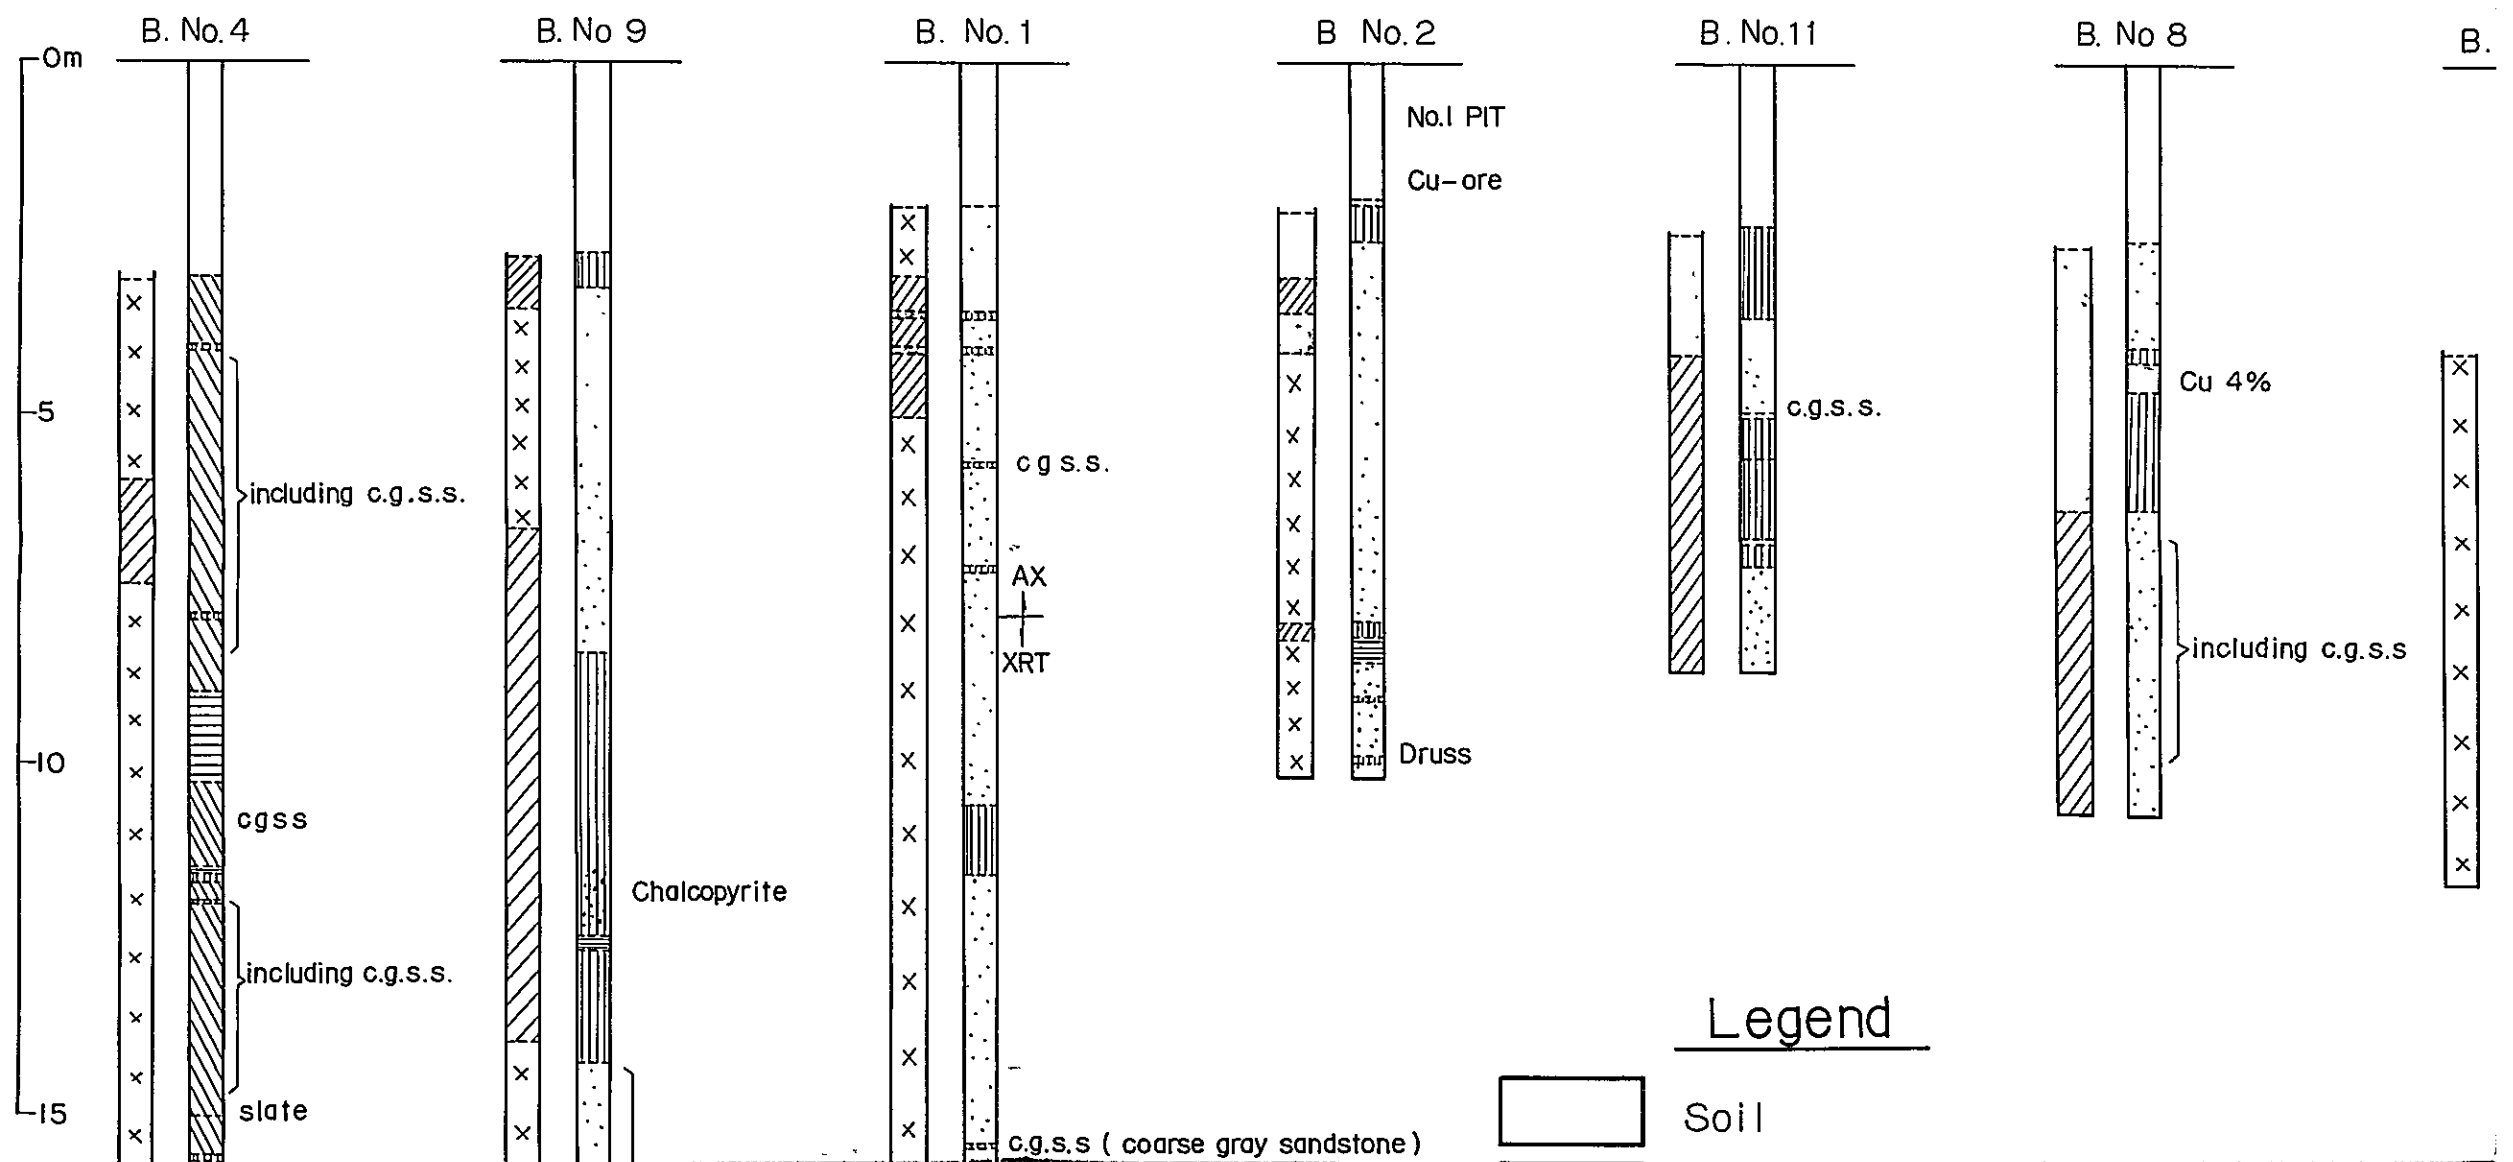 B. No. 4
B. No 9
B. No. 1
B No. 2
B. No. 11
B. No 8
B.
0m
No.1 PIT
Cu-ore
Cu 4%
5
c.g.s.s.
c g s.s.
including c.g.s.s.
AX
XRT
including c.g.s.s
Druss
10
cgss
Chalcopyrite
including c.g.s.s.
Legend
15
slate
Soil
c.g.s.s ( coarse gray sandstone )